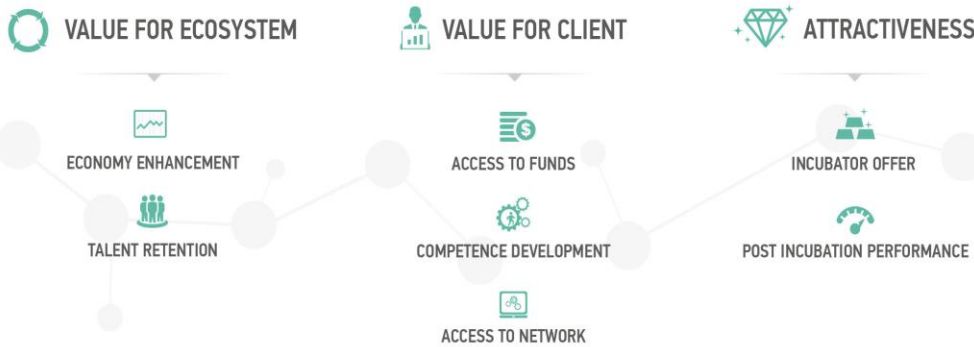 VALUE FOR ECOSYSTEM
ECONOMY ENHANCEMENT
TALENT RETENTION
VALUE FOR CLIENT
ACCESS TO FUNDS
COMPETENCE DEVELOPMENT
ACCESS TO NETWORK
ATTRACTIVENESS
INCUBATOR OFFER
POST INCUBATION PERFORMANCE